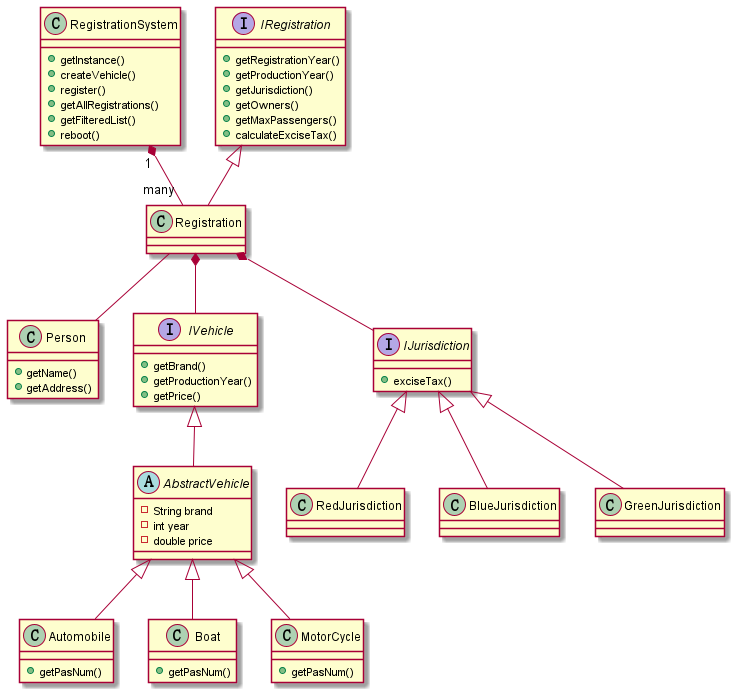 C RegistrationSystem
getInstance()
createVehicle()
register()
getAllRegistrations()
getFilteredList()
reboot()
I IRegistration
getRegistrationYear()
getProductionYear()
getJurisdiction()
getOwners()
getMaxPassengers()
calculateExciseTax()
1
many
C Registration
C Person
getName()
getAddress()
I IVehicle
getBrand()
getProductionYear()
getPrice()
I IJurisdiction
exciseTax()
A AbstractVehicle
String brand
int year
double price
C RedJurisdiction
C BlueJurisdiction
C GreenJurisdiction
C Automobile
getPasNum()
C Boat
getPasNum()
C MotorCycle
getPasNum()